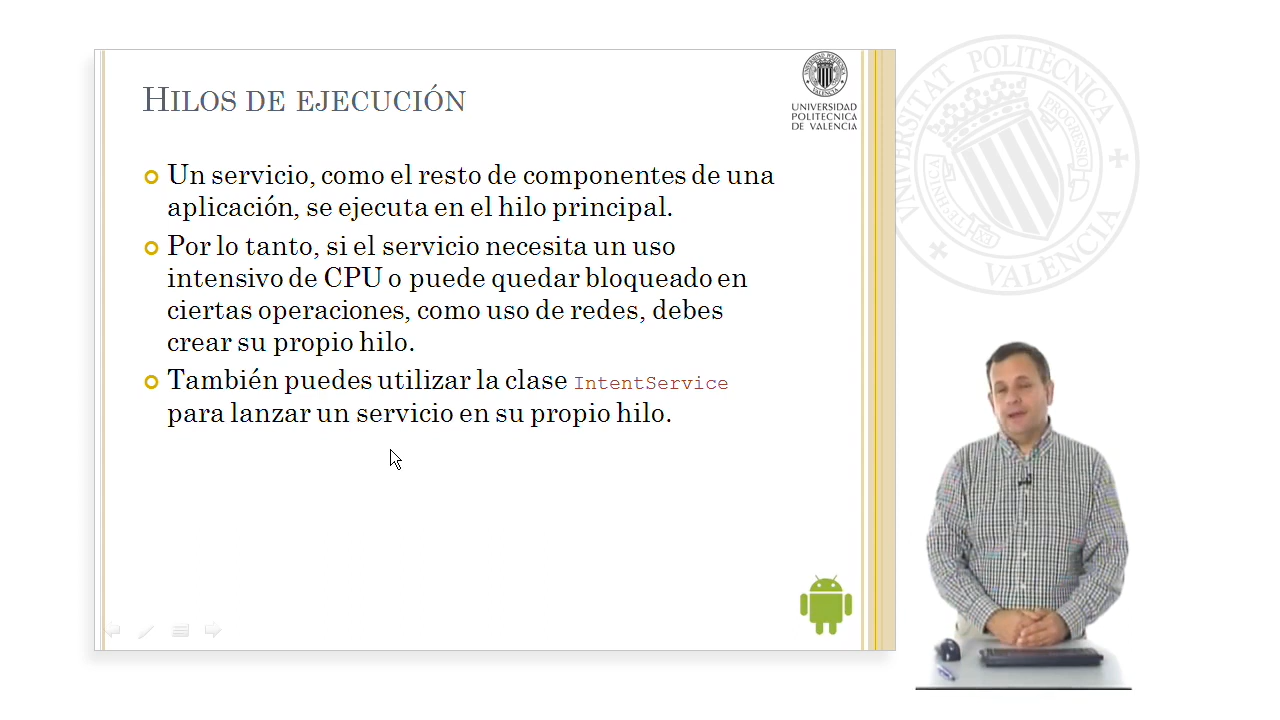 HILOS DE EJECUCIÓN
UNIVERSIDAD
POLITECNICA
DE VALENCIA
Un servicio, como el resto de componentes de una
aplicación, se ejecuta en el hilo principal.
Por lo tanto, si el servicio necesita un uso
intensivo de CPU o puede quedar bloqueado en
ciertas operaciones, como uso de redes, debes
crear su propio hilo.
También puedes utilizar la clase IntentService
para lanzar un servicio en su propio hilo.
UNIVERSITAT POLITÈCNICA
VALÈNCIA